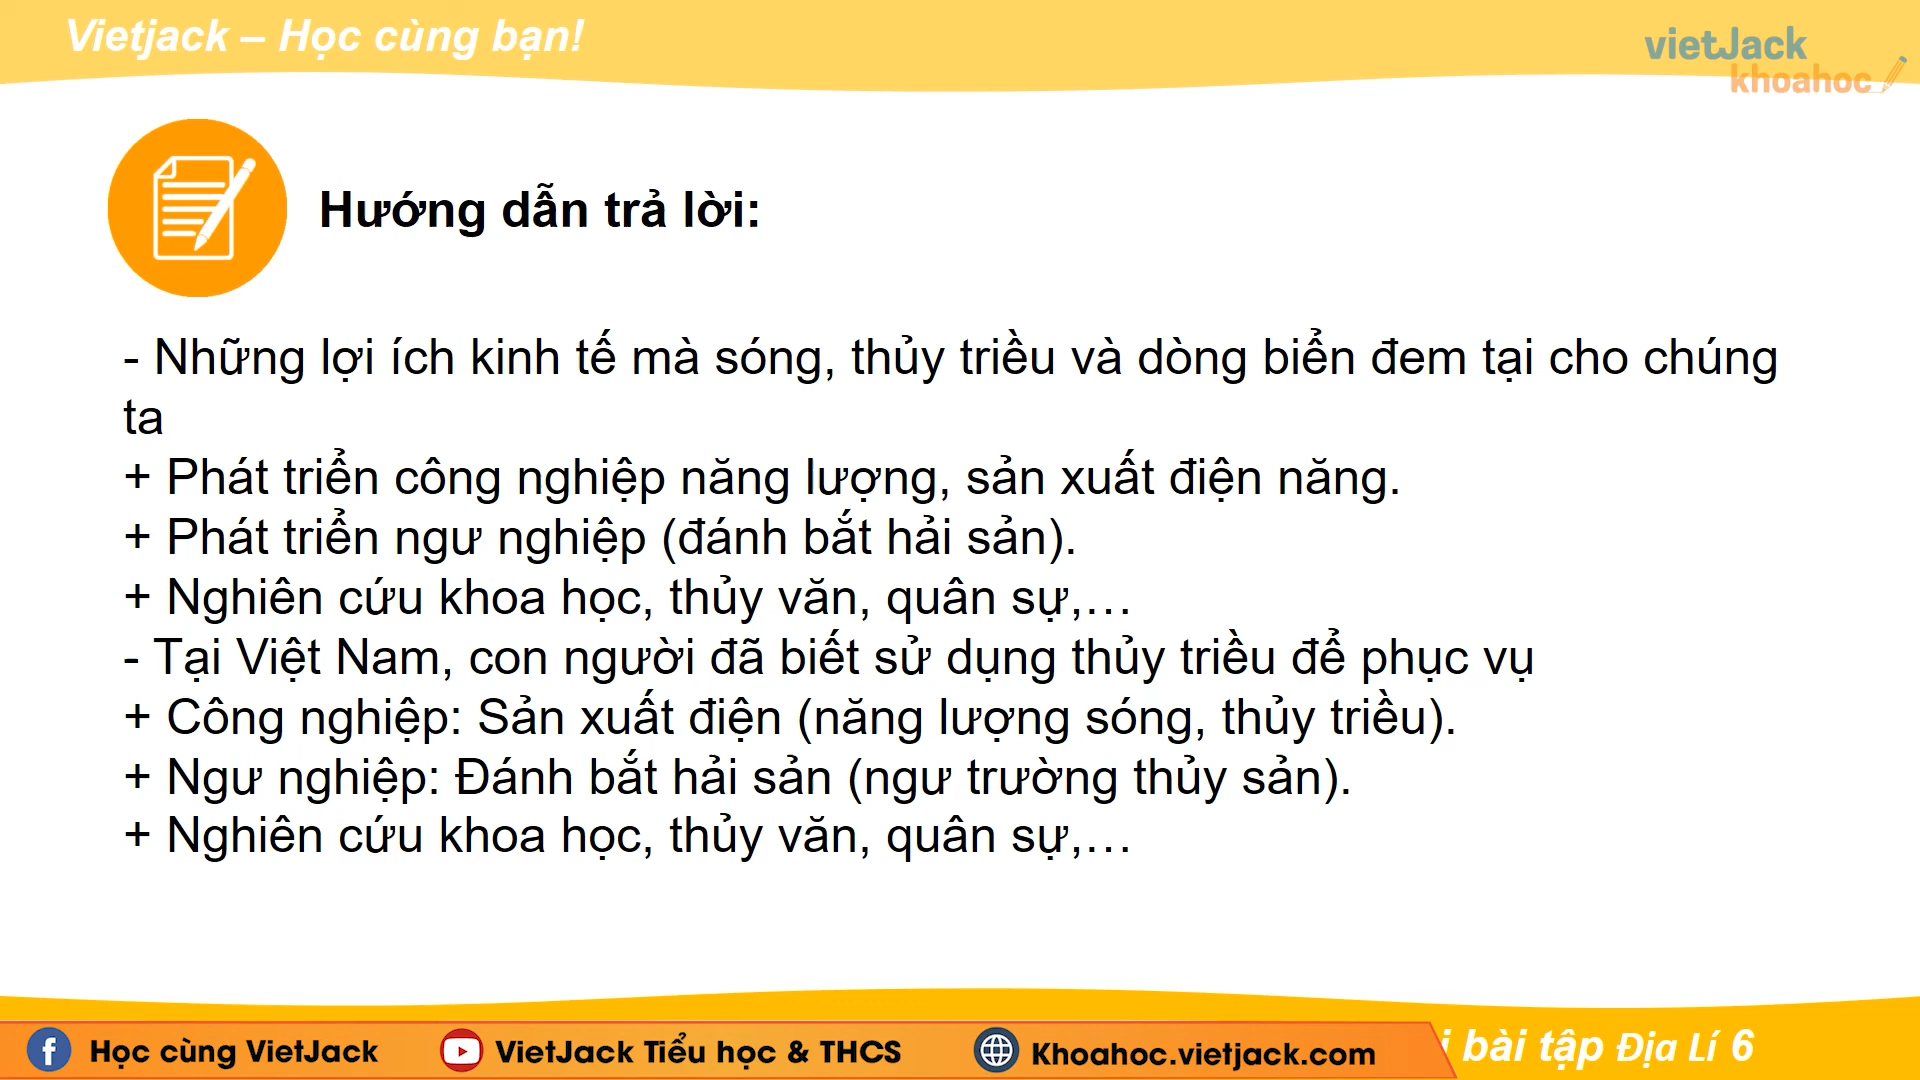 Vietjack – Học cùng bạn!
vietJack
khoahoc
Hướng dẫn trả lời:
- Những lợi ích kinh tế mà sóng, thủy triều và dòng biển đem tại cho chúng
ta
+ Phát triển công nghiệp năng lượng, sản xuất điện năng.
+ Phát triển ngư nghiệp (đánh bắt hải sản).
+ Nghiên cứu khoa học, thủy văn, quân sự,…
- Tại Việt Nam, con người đã biết sử dụng thủy triều để phục vụ
+ Công nghiệp: Sản xuất điện (năng lượng sóng, thủy triều).
+ Ngư nghiệp: Đánh bắt hải sản (ngư trường thủy sản).
+ Nghiên cứu khoa học, thủy văn, quân sự,…
Học cùng VietJack
VietJack Tiểu học & THCS
Khoahoc.vietjack.com
bài tập Địa Lí 6